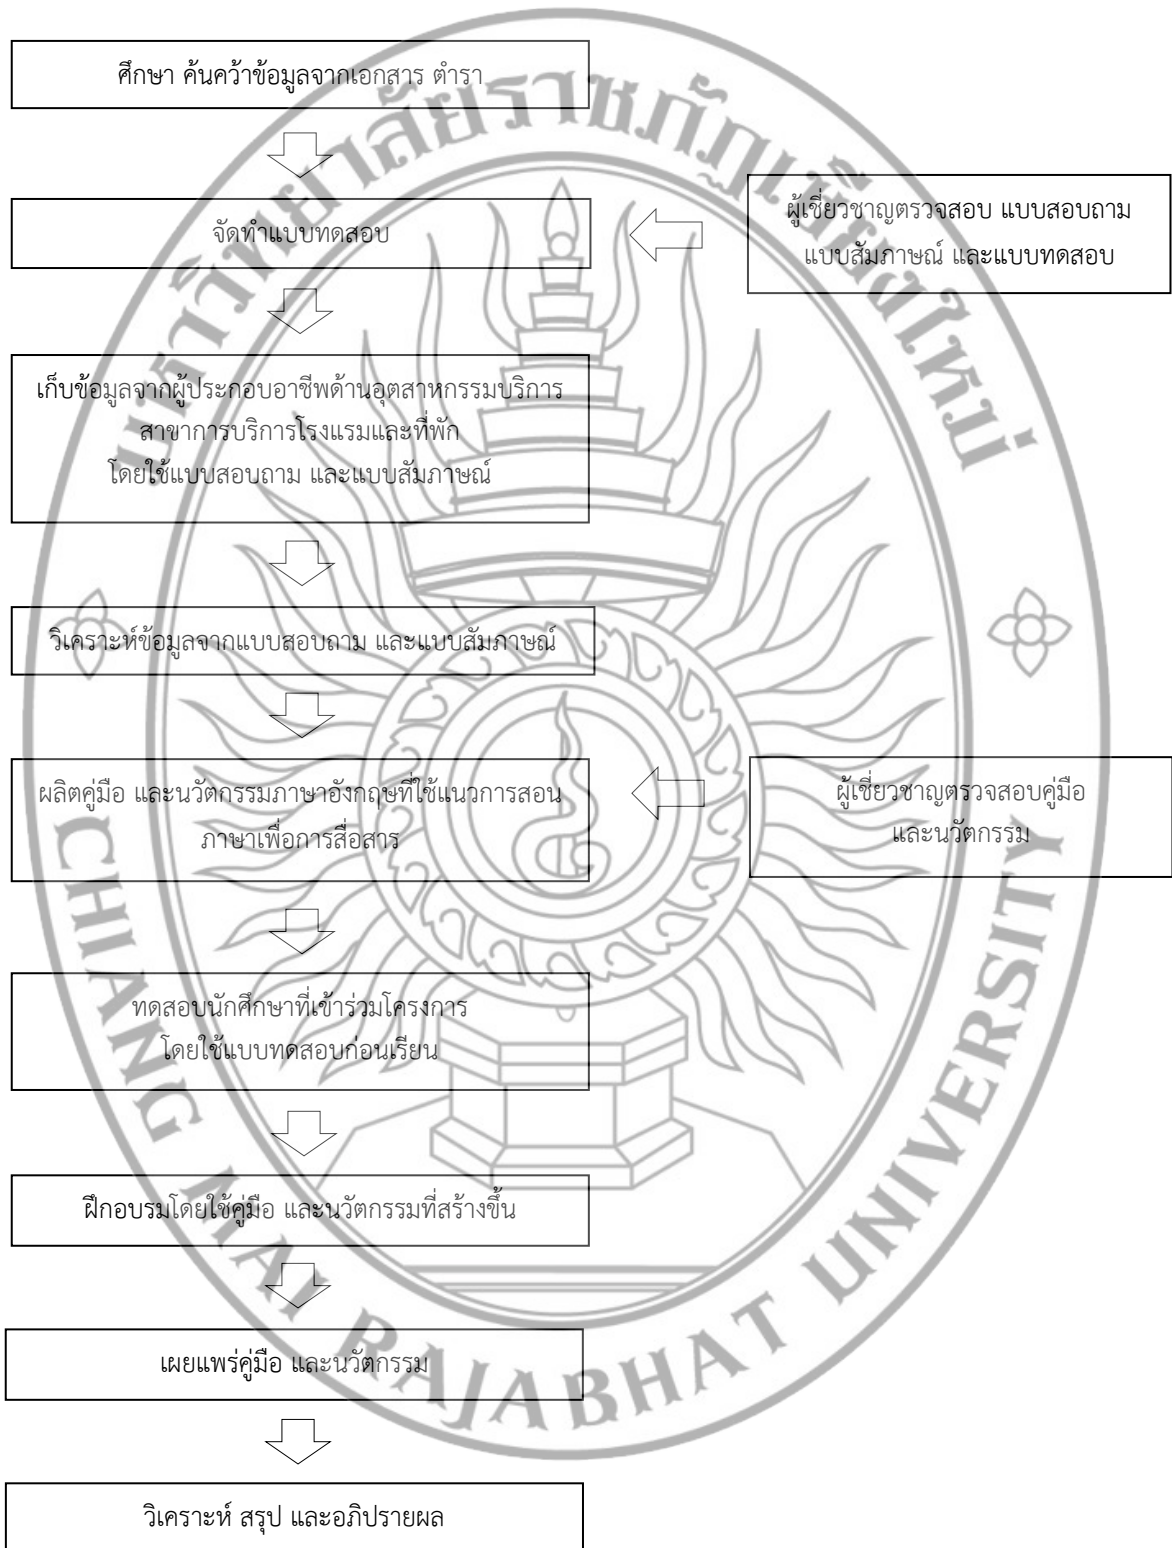 ศึกษา ค้นคว้าข้อมูลจากเอกสาร ตำรา
จัดทำแบบทดสอบ
ผู้เชี่ยวชาญตรวจสอบ แบบสอบถาม
แบบสัมภาษณ์ และแบบทดสอบ
เก็บข้อมูลจากผู้ประกอบอาชีพด้านอุตสาหกรรมบริการ
สาขาการบริการโรงแรมและที่พัก
โดยใช้แบบสอบถาม และแบบสัมภาษณ์
วิเคราะห์ข้อมูลจากแบบสอบถาม และแบบสัมภาษณ์
ผลิตคู่มือ และนวัตกรรมภาษาอังกฤษที่ใช้แนวการสอน
ภาษาเพื่อการสื่อสาร
ผู้เชี่ยวชาญตรวจสอบคู่มือ
และนวัตกรรม
ทดสอบนักศึกษาที่เข้าร่วมโครงการ
โดยใช้แบบทดสอบก่อนเรียน
ฝึกอบรมโดยใช้คู่มือ และนวัตกรรมที่สร้างขึ้น
เผยแพร่คู่มือ และนวัตกรรม
วิเคราะห์ สรุป และอภิปรายผล
มหาวิทยาลัยราชภัฏเชียงใหม่
CHIANG MAI RAJABHAT UNIVERSITY